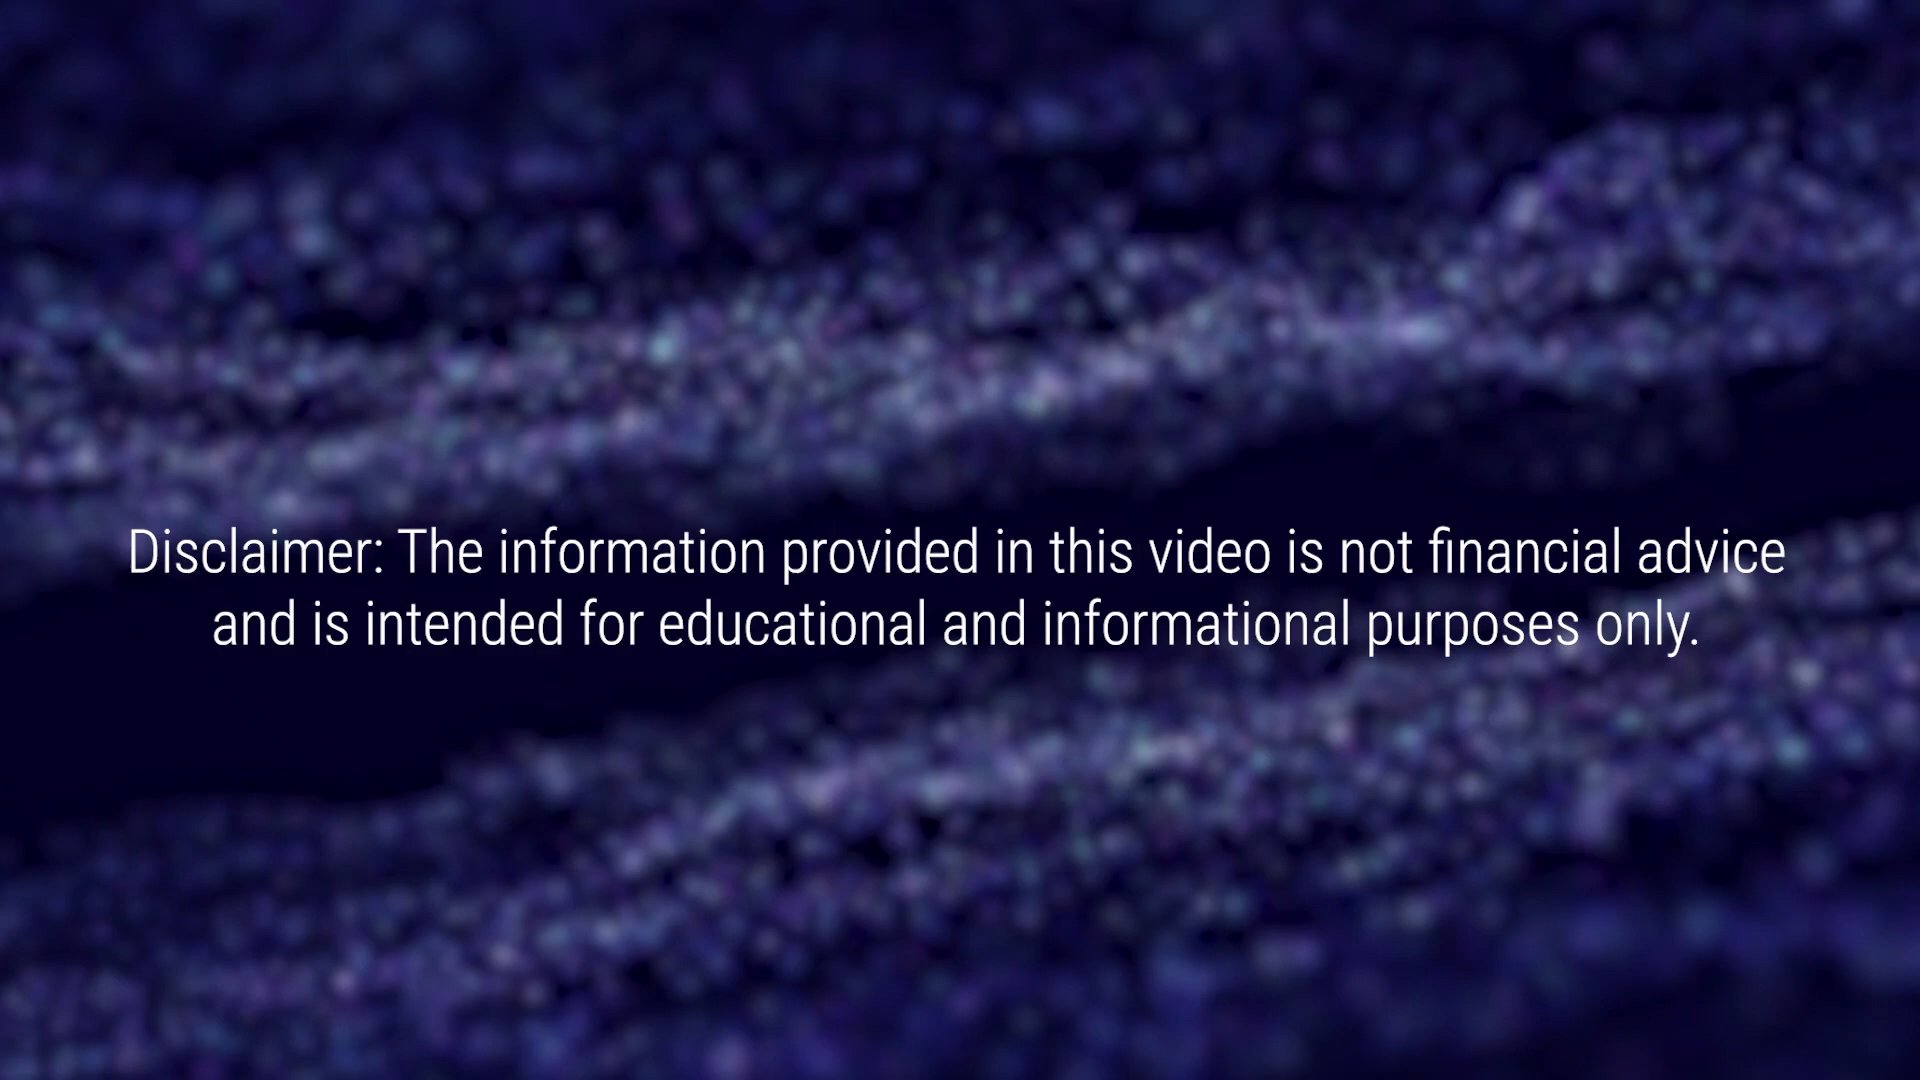 Disclaimer: The information provided in this video is not financial advice
and is intended for educational and informational purposes only.